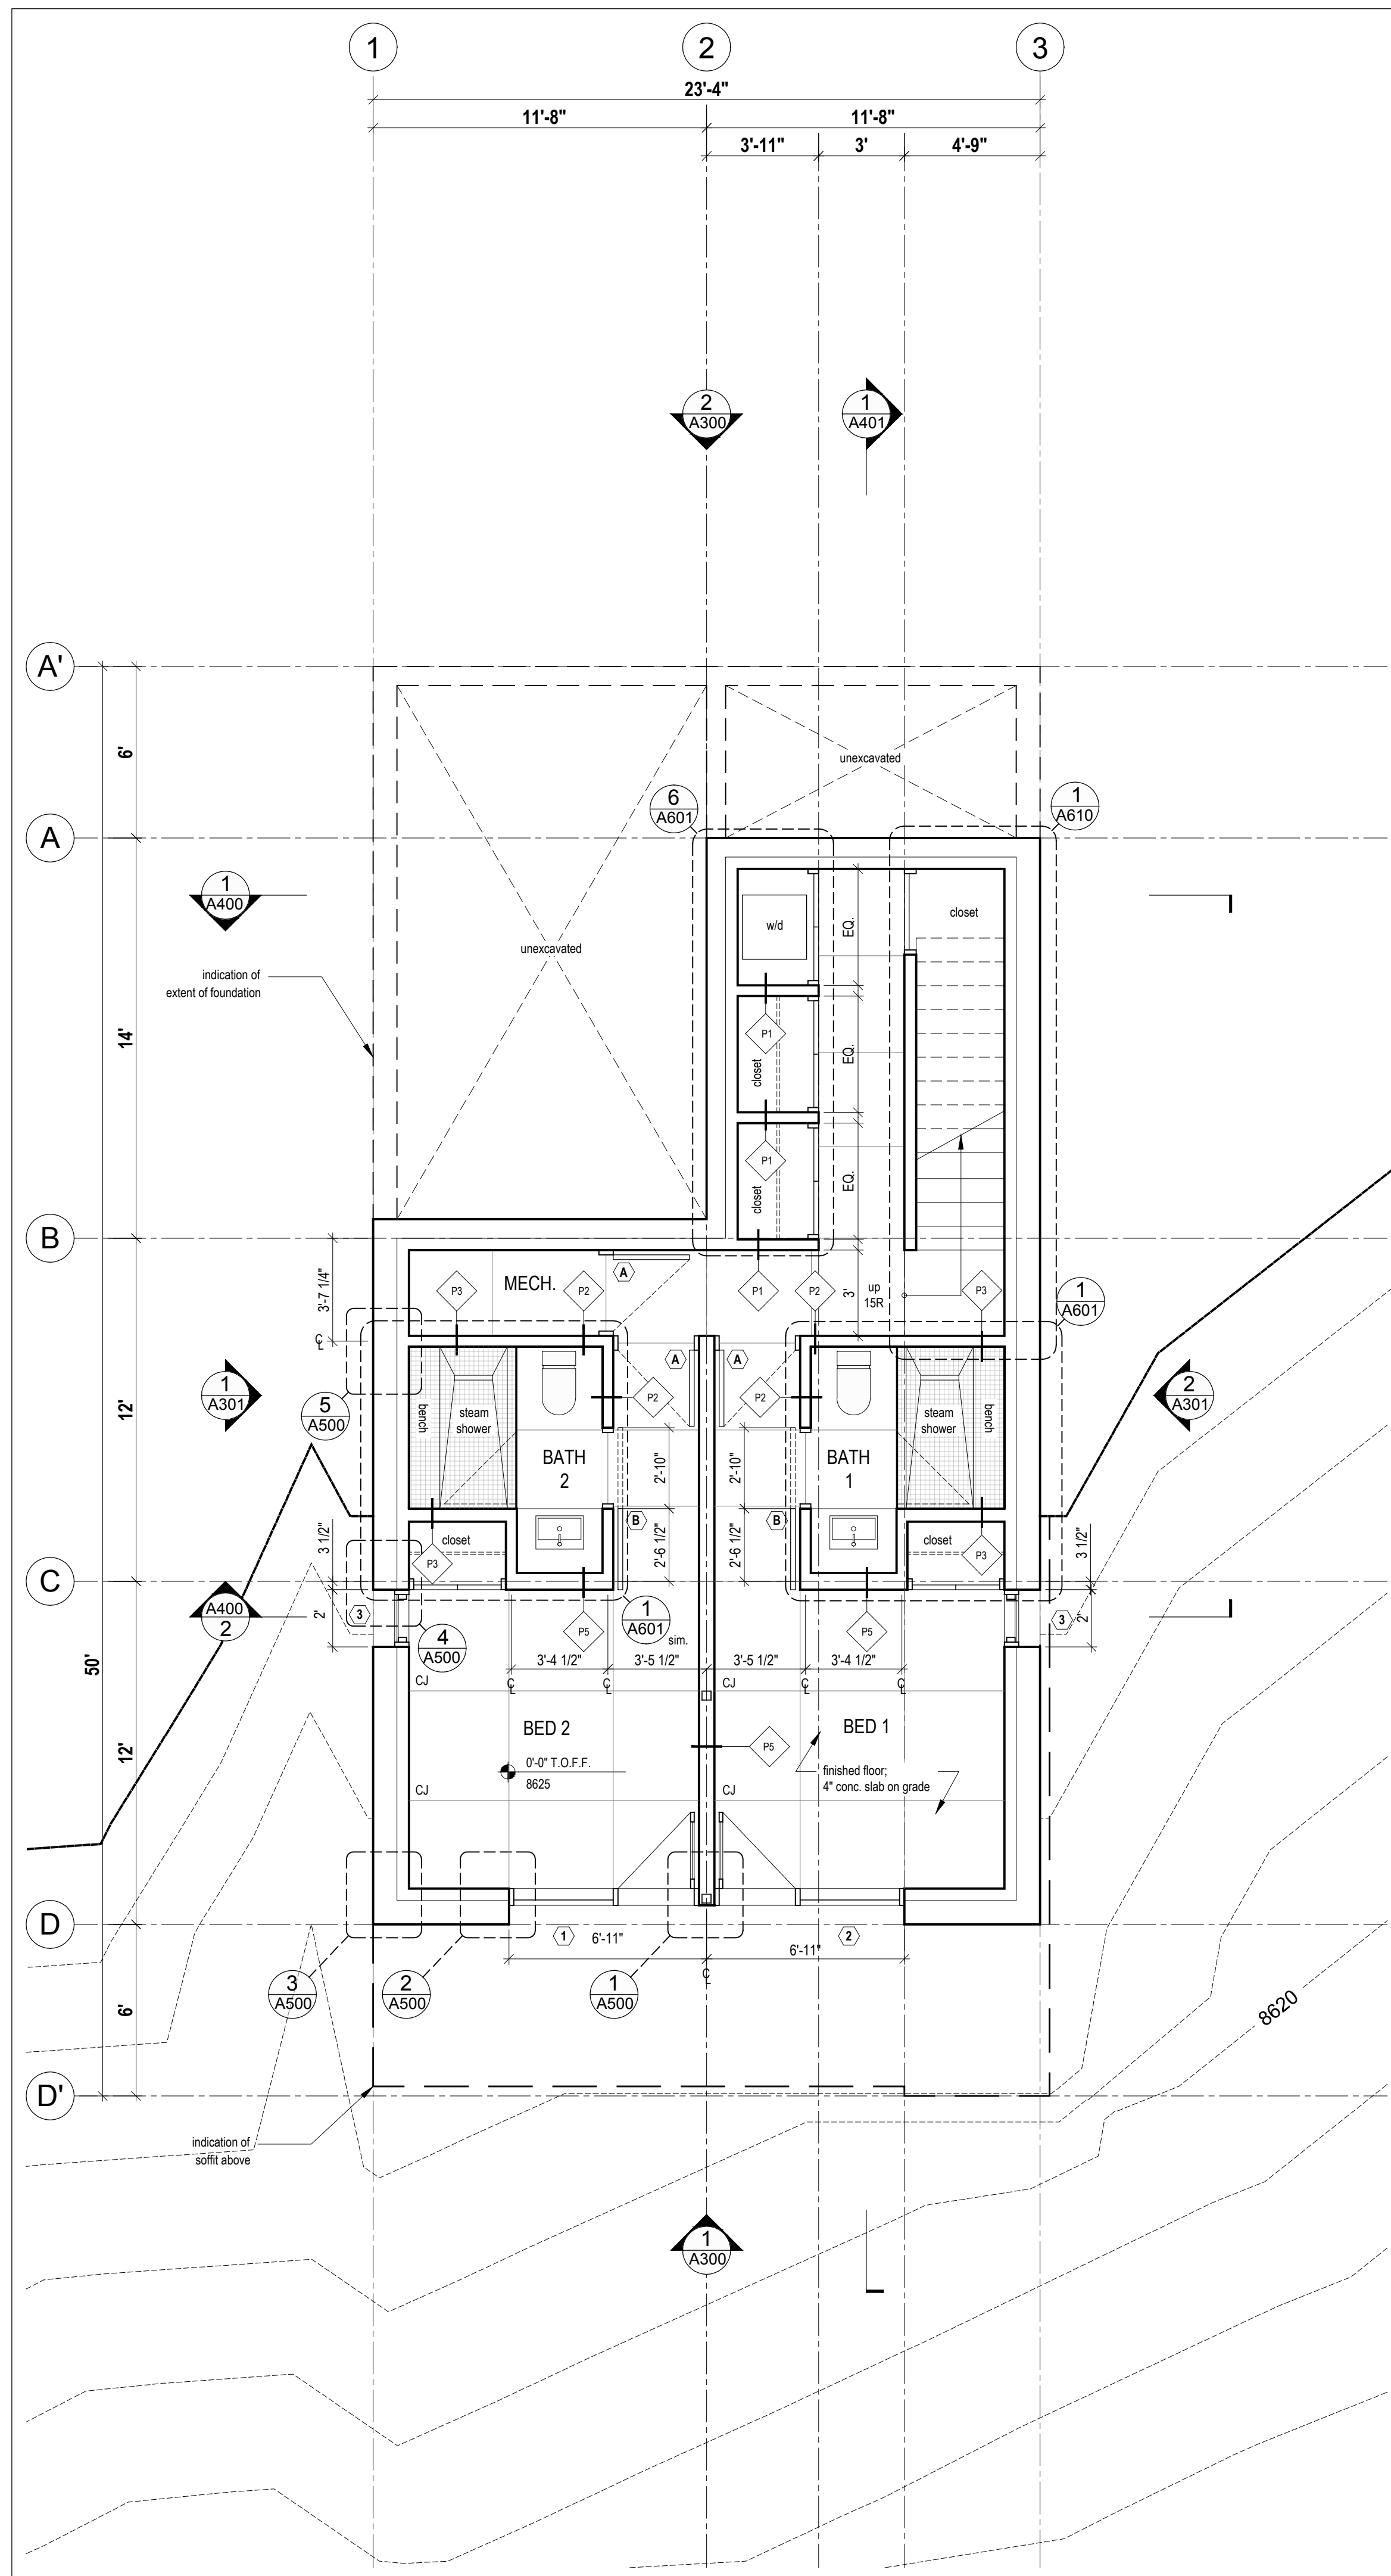 1
2
3
23'-4"
11'-8"
11'-8"
3'-11"
3'
4'-9"
2
A300
1
A401
A'
6'
unexcavated
6
A601
1
A610
A
1
A400
w/d
EQ.
closet
unexcavated
indication of
extent of foundation
14'
P1
closet
EQ.
P1
closet
EQ.
B
3'-7 1/4"
MECH.
A
P3
P2
P1
P2
3'
up
15R
P3
1
A601
CL
A
A
1
A301
5
A500
P2
P2
2
A301
12'
bench
steam
shower
steam
shower
bench
BATH
2
2'-10"
2'-10"
BATH
1
B
B
3 1/2"
closet
P3
2'-6 1/2"
2'-6 1/2"
closet
P3
3 1/2"
C
A400
2
3
2'
1
A601
sim.
P5
P5
3
2'
4
A500
50'
3'-4 1/2"
3'-5 1/2"
3'-5 1/2"
3'-4 1/2"
CJ
CL
CL
CJ
CL
CL
BED 2
BED 1
P5
12'
0'-0" T.O.F.F.
8625
finished floor;
4" conc. slab on grade
CJ
CJ
D
1
6'-11"
2
6'-11"
CL
3
A500
2
A500
1
A500
6'
8620
D'
indication of
soffit above
1
A300